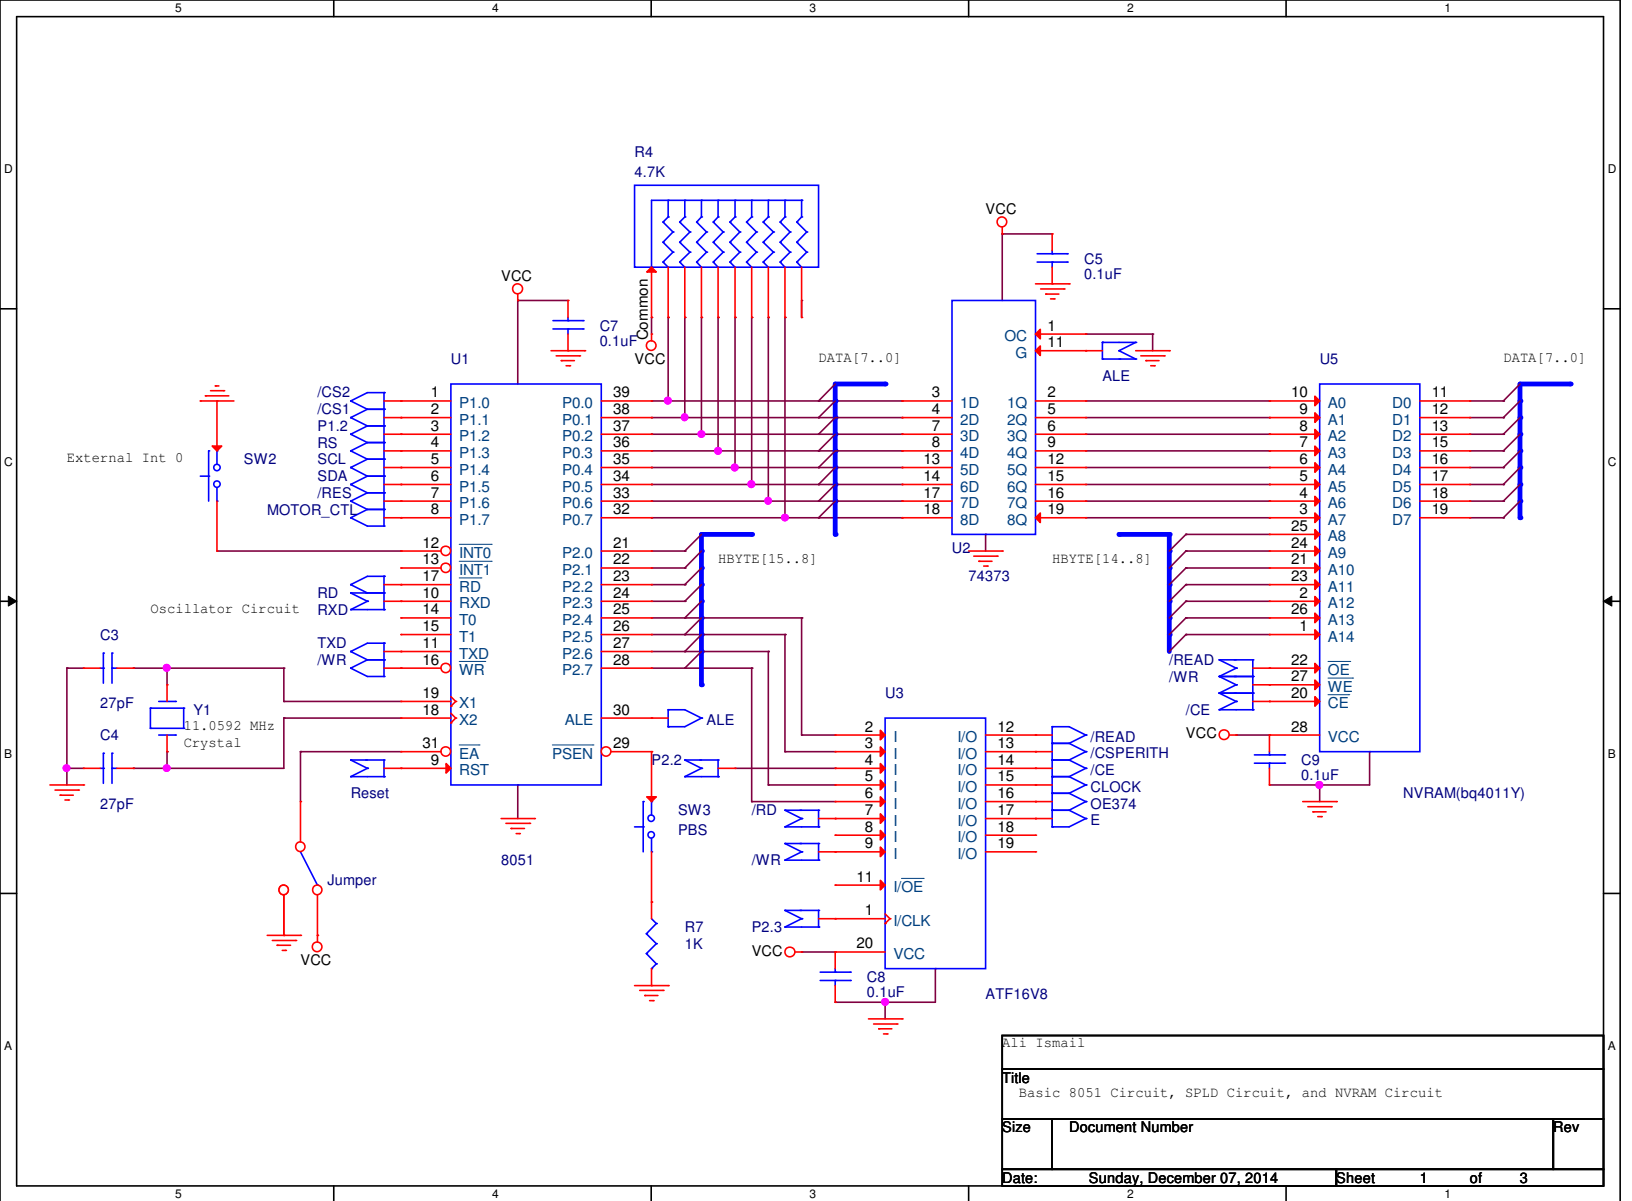 5 4 3 2 1
D D
C C
B B
A A
R4
4.7K
VCC
C5
0.1uF
VCC
C7
0.1uF
Common
VCC
U1
/CS2 1 P1.0 P0.0 39
/CS1 2 P1.1 P0.1 38
P1.2 3 P1.2 P0.2 37
RS 4 P1.3 P0.3 36
SCL 5 P1.4 P0.4 35
SDA 6 P1.5 P0.5 34
/RES 7 P1.6 P0.6 33
MOTOR_CTL 8 P1.7 P0.7 32
12 INT0 P2.0 21
13 INT1 P2.1 22
RD 17 RD P2.2 23
RXD 10 RXD P2.3 24
14 T0 P2.4 25
15 T1 P2.5 26
TXD 11 TXD P2.6 27
/WR 16 WR P2.7 28
19 X1
18 X2 ALE 30 ALE
31 EA PSEN 29
Reset 9 RST
8051
External Int 0
SW2
Oscillator Circuit
C3
27pF
Y1
11.0592 MHz
Crystal
C4
27pF
Jumper
VCC
SW3
PBS
R7
1K
DATA[7..0]
HBYTE[15..8]
OC 1
G 11
ALE
3 1D 1Q 2
4 2D 2Q 5
7 3D 3Q 6
8 4D 4Q 9
13 5D 5Q 12
14 6D 6Q 15
17 7D 7Q 16
18 8D 8Q 19
U2
74373
HBYTE[14..8]
U5
DATA[7..0]
10 A0 D0 11
9 A1 D1 12
8 A2 D2 13
7 A3 D3 15
6 A4 D4 16
5 A5 D5 17
4 A6 D6 18
3 A7 D7 19
25 A8
24 A9
21 A10
23 A11
2 A12
26 A13
1 A14
/READ 22 OE
/WR 27 WE
/CE 20 CE
VCC 28 VCC
C9
0.1uF
NVRAM(bq4011Y)
U3
2 I I/O 12 /READ
3 I I/O 13 /CSPERITH
P2.2 4 I I/O 14 /CE
5 I I/O 15 CLOCK
6 I I/O 16 OE374
/RD 7 I I/O 17 E
8 I I/O 18
/WR 9 I I/O 19
11 I/OE
P2.3 1 I/CLK
VCC 20 VCC
C8
0.1uF
ATF16V8
Ali Ismail
Title
Basic 8051 Circuit, SPLD Circuit, and NVRAM Circuit
Size Document Number Rev
Date: Sunday, December 07, 2014 Sheet 1 of 3
5 4 3 2 1